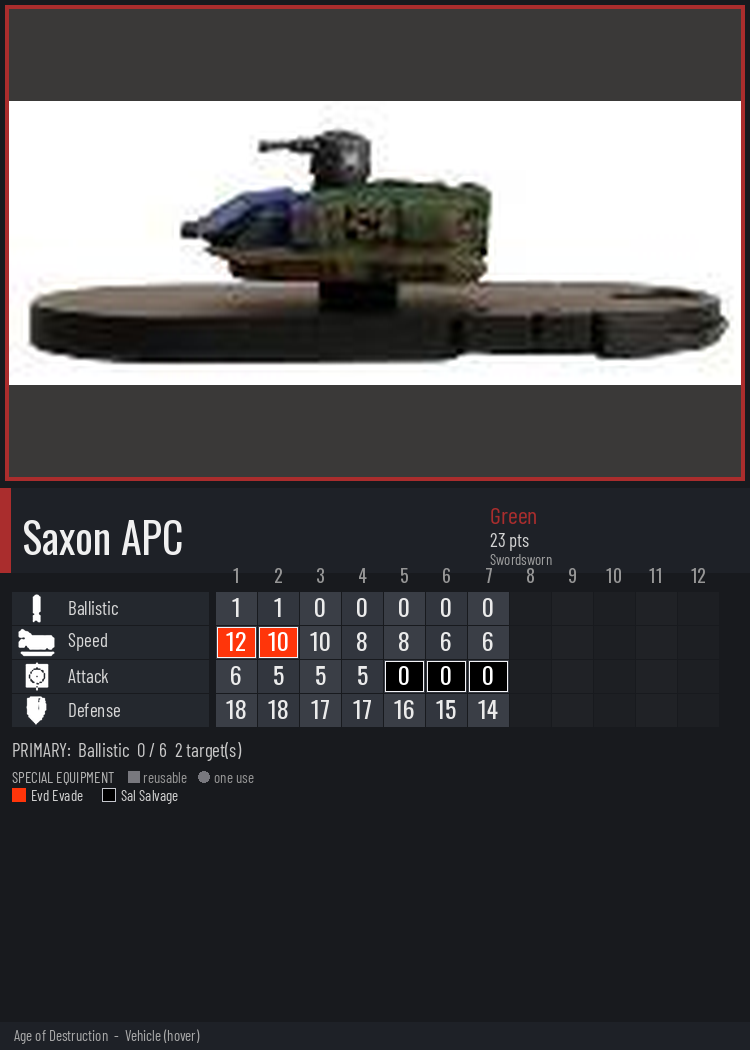 Saxon APC
Green
23 pts
Swordsworn
1 2 3 4 5 6 7 8 9 10 11 12
Ballistic 1 1 0 0 0 0 0
Speed 12 10 10 8 8 6 6
Attack 6 5 5 5 0 0 0
Defense 18 18 17 17 16 15 14
PRIMARY: Ballistic 0 / 6 2 target(s)
SPECIAL EQUIPMENT reusable one use
Evd Evade Sal Salvage
Age of Destruction - Vehicle (hover)